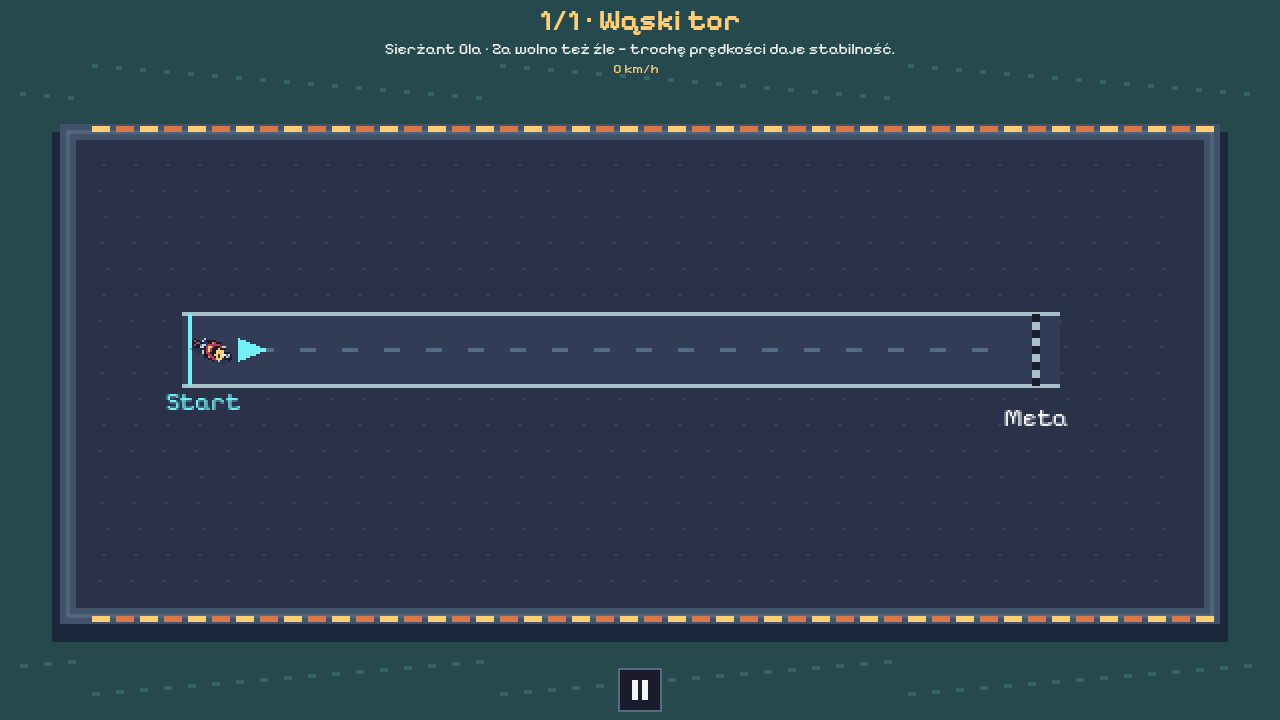 1/1 · Wąski tor
Sierżant Ola · Za wolno też źle – trochę prędkości daje stabilność.
0 km/h
Start
Meta